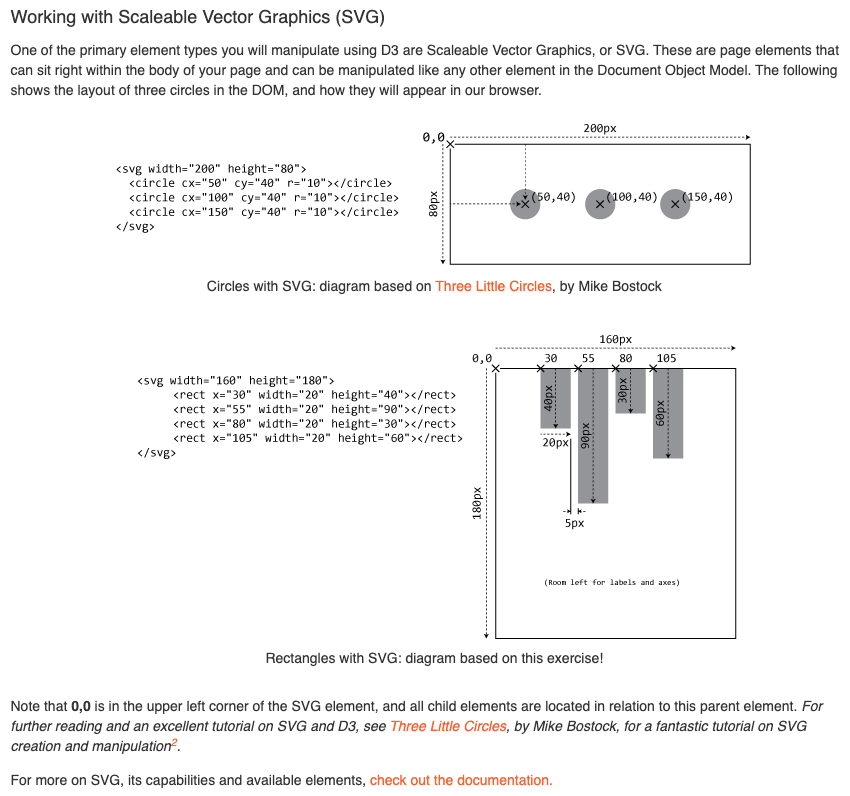 Working with Scaleable Vector Graphics (SVG)
One of the primary element types you will manipulate using D3 are Scaleable Vector Graphics, or SVG. These are page elements that
can sit right within the body of your page and can be manipulated like any other element in the Document Object Model. The following
shows the layout of three circles in the DOM, and how they will appear in our browser.
<svg width="200" height="80">
<circle cx="50" cy="40" r="10"></circle>
<circle cx="100" cy="40" r="10"></circle>
<circle cx="150" cy="40" r="10"></circle>
</svg>
200px
0,0
80px
(50,40)
(100,40)
(150,40)
Circles with SVG: diagram based on Three Little Circles, by Mike Bostock
<svg width="160" height="180">
<rect x="30" width="20" height="40"></rect>
<rect x="55" width="20" height="90"></rect>
<rect x="80" width="20" height="30"></rect>
<rect x="105" width="20" height="60"></rect>
</svg>
160px
0,0
30
55
80
105
40px
90px
30px
60px
20px
5px
180px
(Room left for labels and axes)
Rectangles with SVG: diagram based on this exercise!
Note that 0,0 is in the upper left corner of the SVG element, and all child elements are located in relation to this parent element. For
further reading and an excellent tutorial on SVG and D3, see Three Little Circles, by Mike Bostock, for a fantastic tutorial on SVG
creation and manipulation2.
For more on SVG, its capabilities and available elements, check out the documentation.